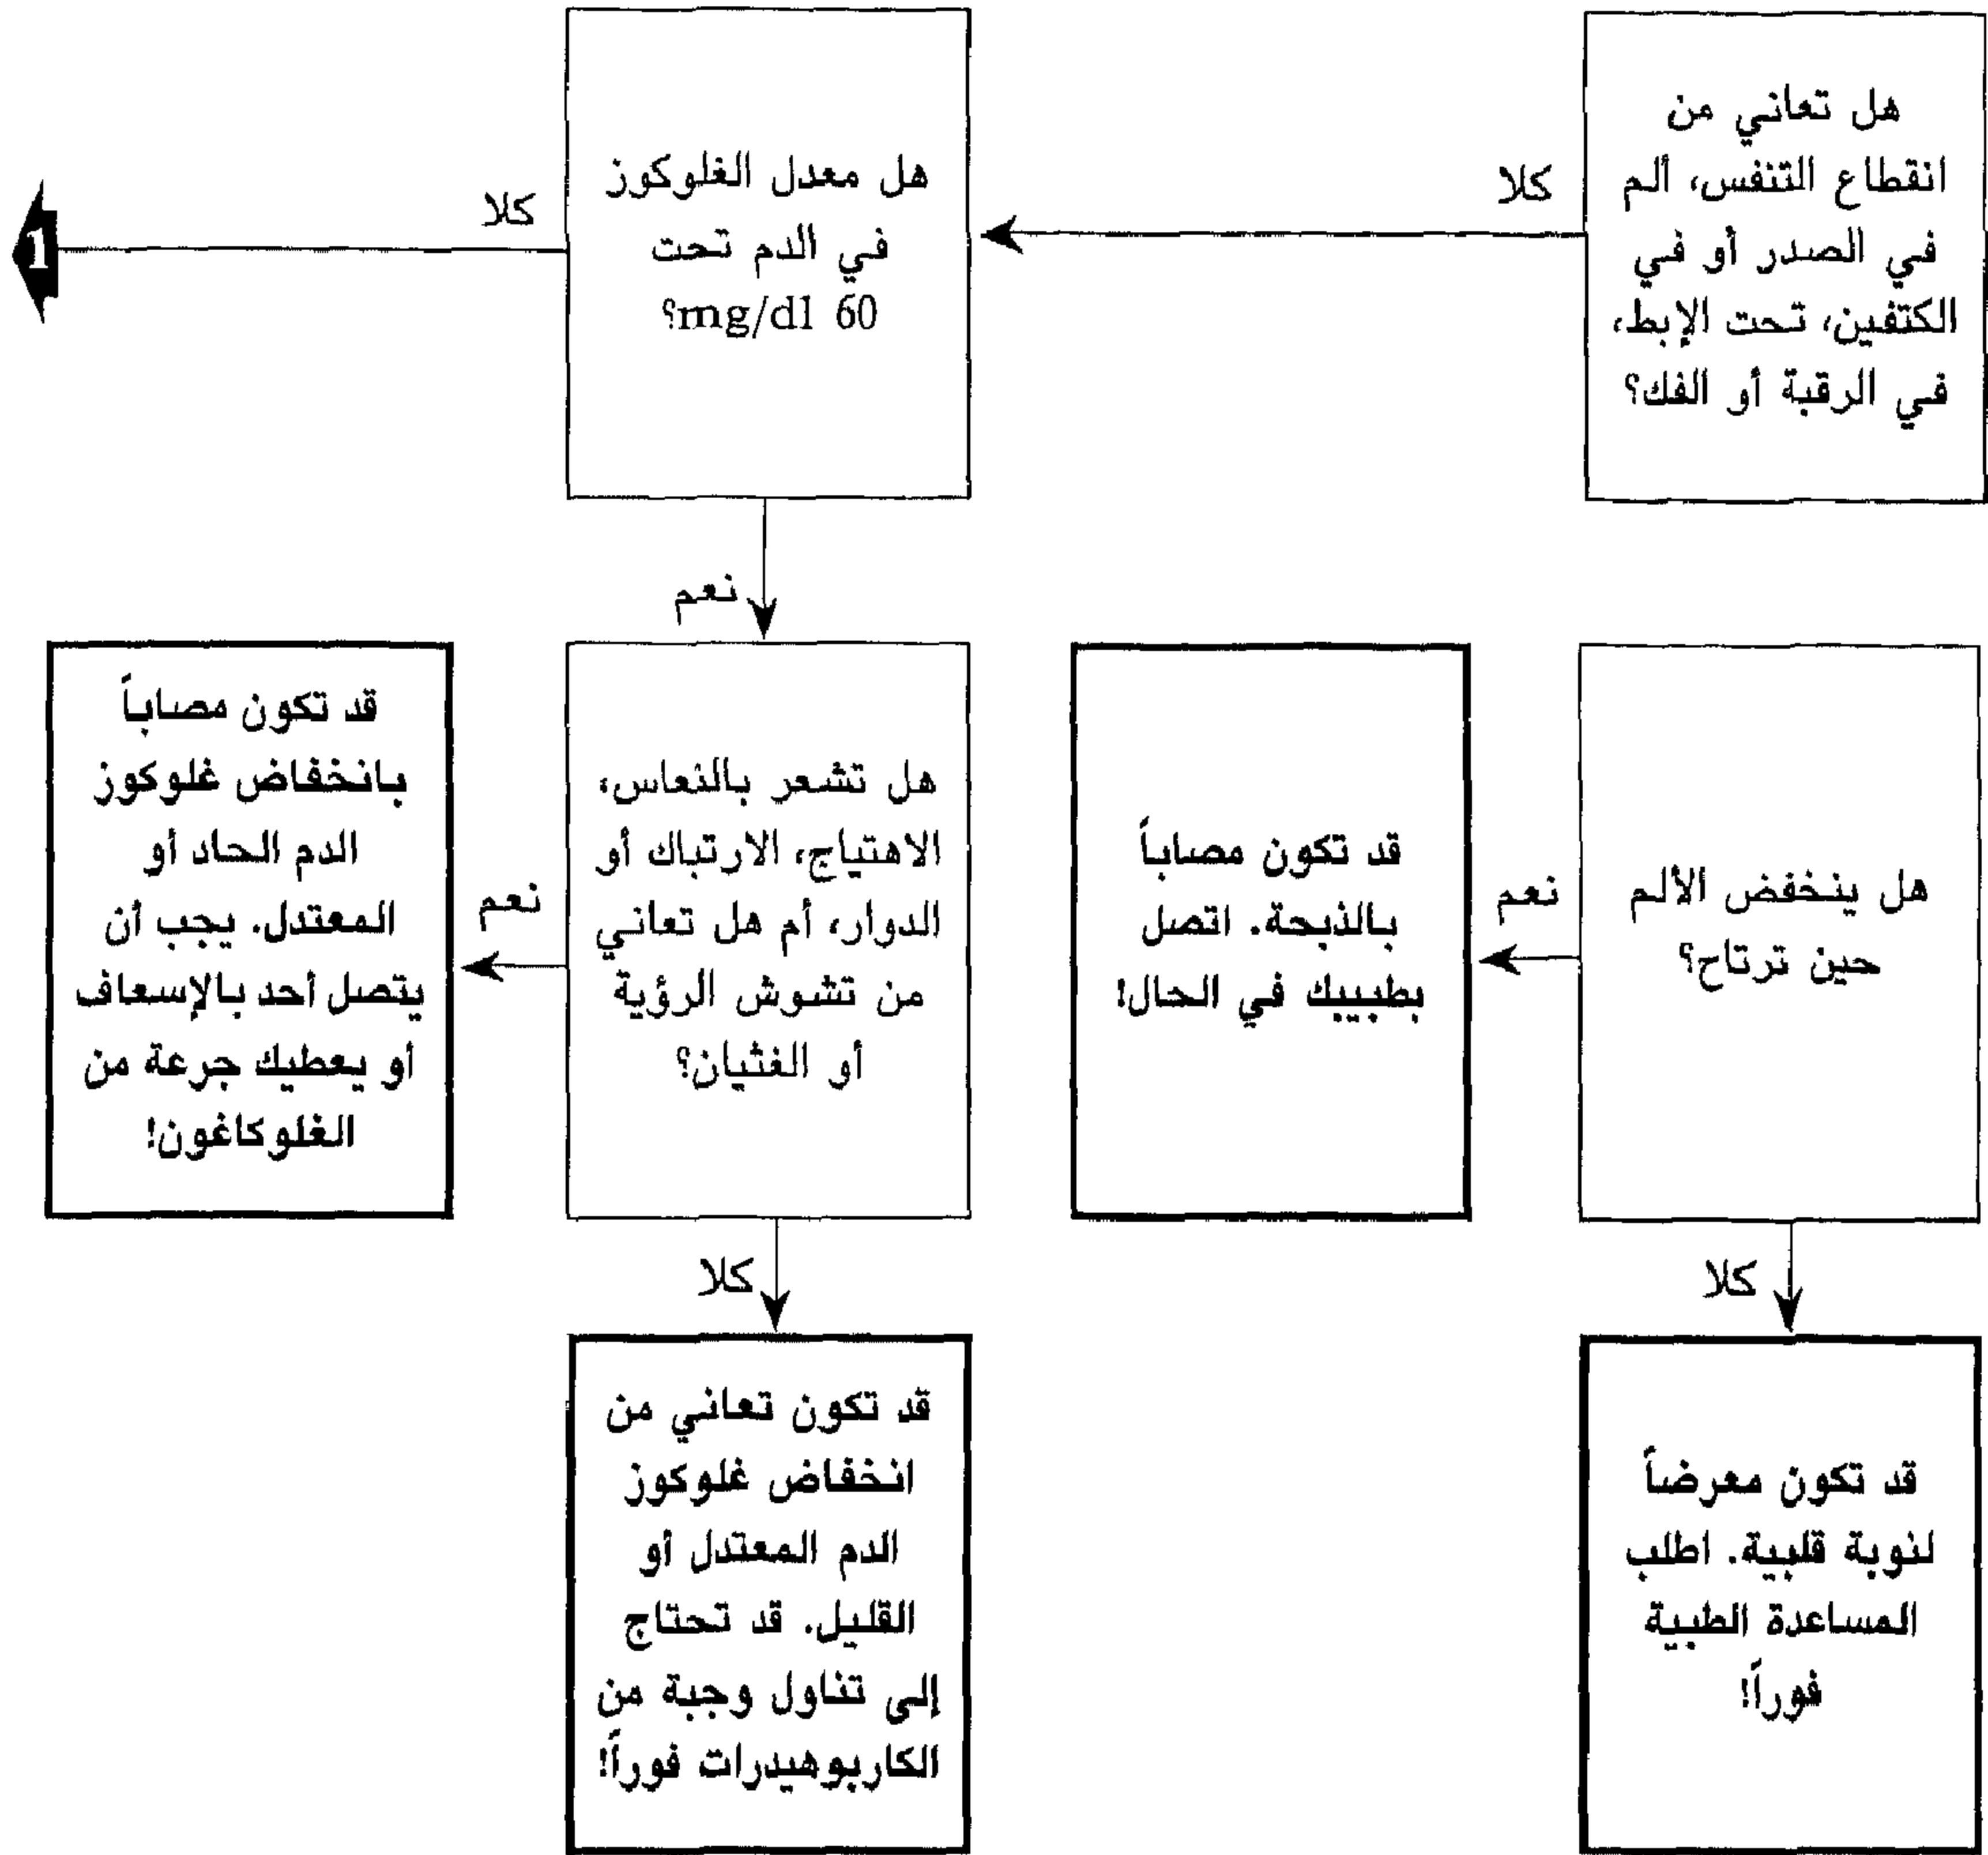 هل تعاني من
انقطاع التنفس، ألم
في الصدر أو في
الكتفين، تحت الإبط،
في الرقبة أو الفك؟
كلا
هل معدل الغلوكوز
في الدم تحت
60 mg/dl؟
كلا
1
نعم
هل ينخفض الألم
حين ترتاح؟
نعم
قد تكون مصاباً
بالذبحة. اتصل
بطبيبك في الحال!
هل تشعر بالنعاس،
الاهتياج، الارتباك أو
الدوار، أم هل تعاني
من تشوش الرؤية
أو الغثيان؟
نعم
قد تكون مصاباً
بانخفاض غلوكوز
الدم الحاد أو
المعتدل. يجب أن
يتصل أحد بالإسعاف
أو يعطيك جرعة من
الغلوكاغون!
كلا
قد تكون معرضاً
لنوبة قلبية. اطلب
المساعدة الطبية
فوراً!
كلا
قد تكون تعاني من
انخفاض غلوكوز
الدم المعتدل أو
القليل. قد تحتاج
إلى تناول وجبة من
الكاربوهيدرات فوراً!